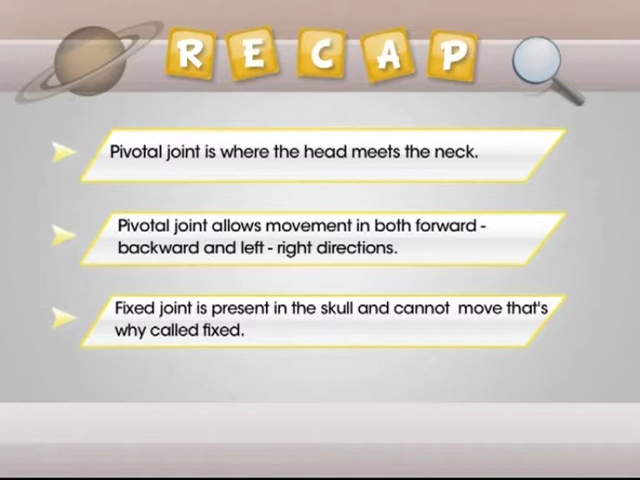 RECAP
Pivotal joint is where the head meets the neck.
Pivotal joint allows movement in both forward -
backward and left - right directions.
Fixed joint is present in the skull and cannot  move that's
why called fixed.